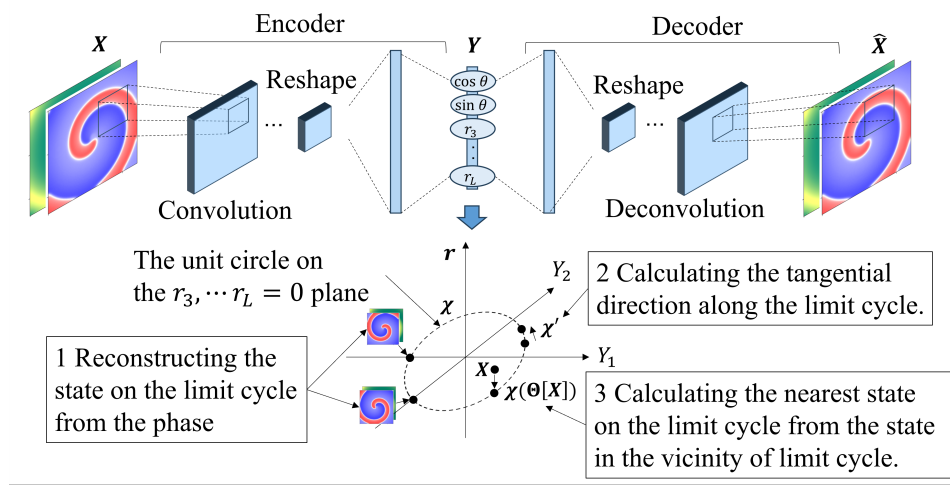 Encoder
Decoder
X
Y
X̂
Reshape
Reshape
cos θ
sin θ
r₃
⋮
r_L
...
...
Convolution
Deconvolution
The unit circle on
the r₃, ⋯ r_L = 0 plane
r
Y₂
Y₁
χ
χ′
X
χ(Θ[X])
1 Reconstructing the
state on the limit cycle
from the phase
2 Calculating the tangential
direction along the limit cycle.
3 Calculating the nearest state
on the limit cycle from the state
in the vicinity of limit cycle.